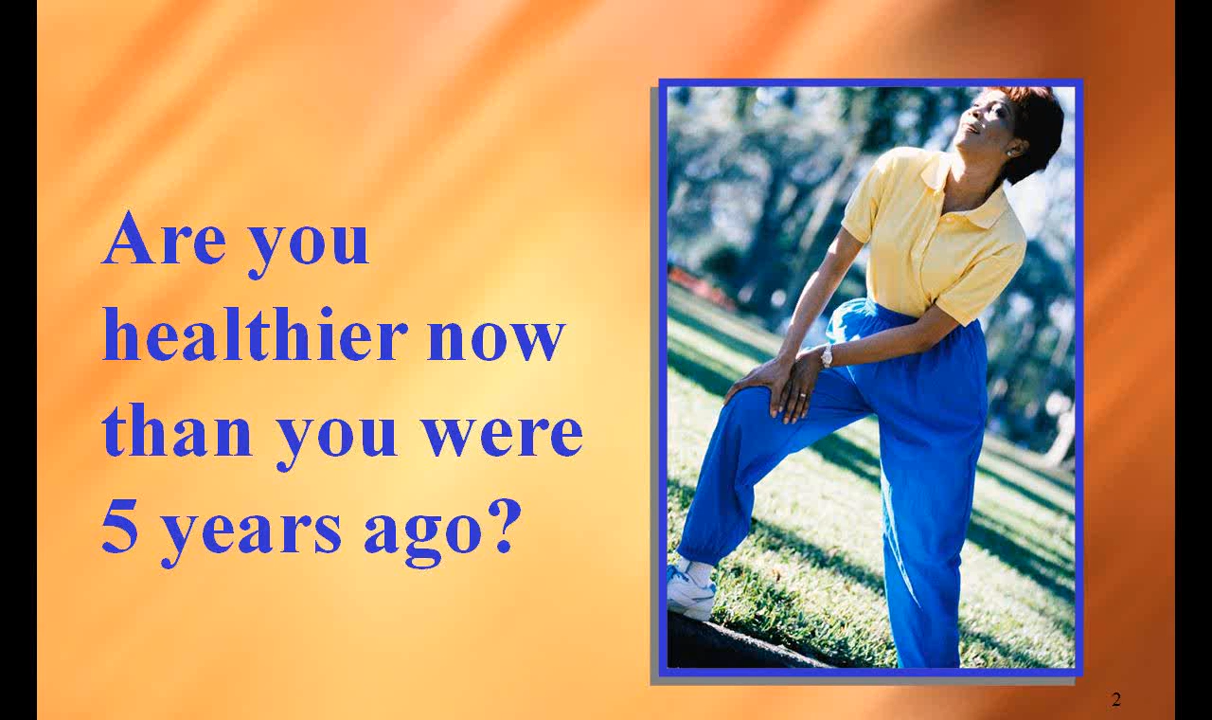 Are you
healthier now
than you were
5 years ago?
2